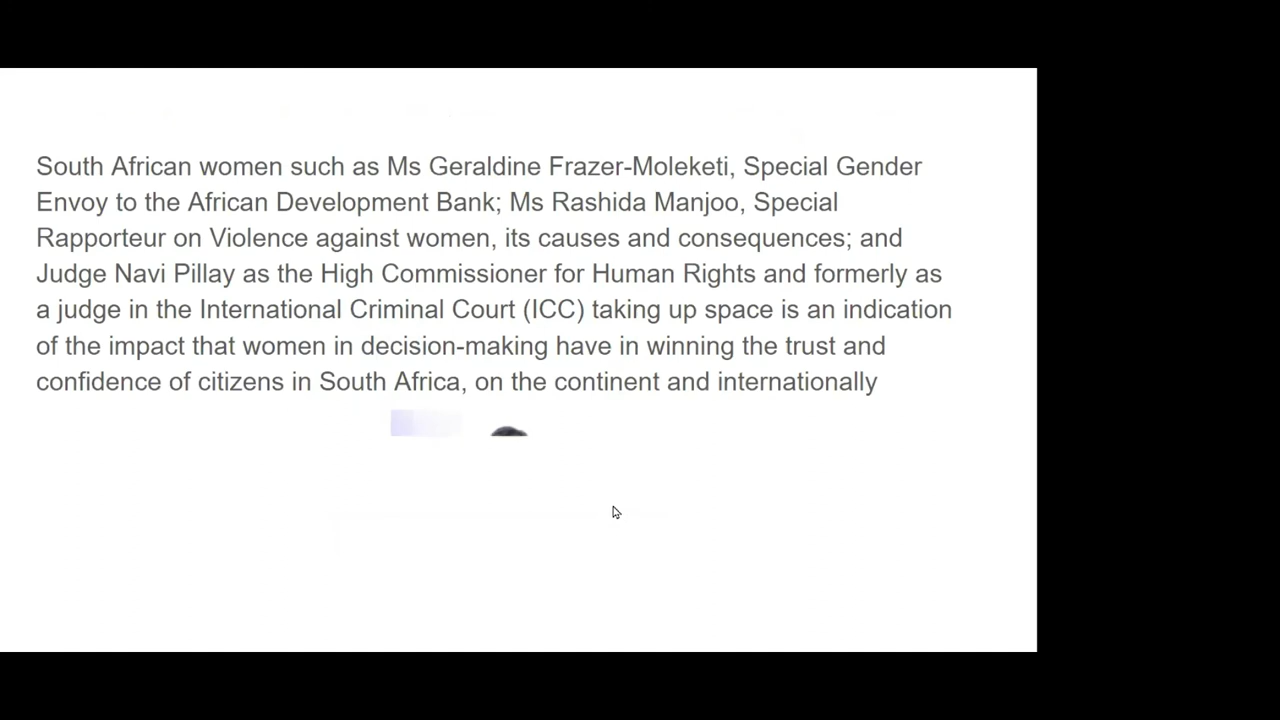 South African women such as Ms Geraldine Frazer-Moleketi, Special Gender
Envoy to the African Development Bank; Ms Rashida Manjoo, Special
Rapporteur on Violence against women, its causes and consequences; and
Judge Navi Pillay as the High Commissioner for Human Rights and formerly as
a judge in the International Criminal Court (ICC) taking up space is an indication
of the impact that women in decision-making have in winning the trust and
confidence of citizens in South Africa, on the continent and internationally